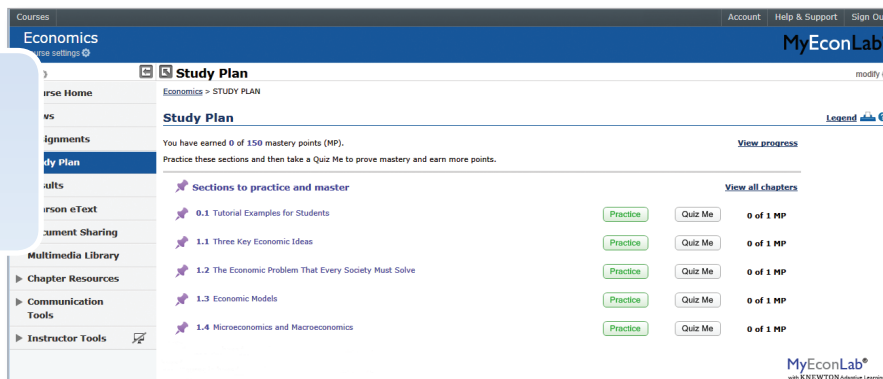 Courses Account Help & Support Sign Ou
Economics MyEconLab
urse settings
Study Plan modify
urse Home Economics > STUDY PLAN
ws Study Plan Legend
ignments You have earned 0 of 150 mastery points (MP). View progress
dy Plan Practice these sections and then take a Quiz Me to prove mastery and earn more points.
sults Sections to practice and master View all chapters
arson eText 0.1 Tutorial Examples for Students Practice Quiz Me 0 of 1 MP
cument Sharing 1.1 Three Key Economic Ideas Practice Quiz Me 0 of 1 MP
Multimedia Library
Chapter Resources 1.2 The Economic Problem That Every Society Must Solve Practice Quiz Me 0 of 1 MP
Communication 1.3 Economic Models Practice Quiz Me 0 of 1 MP
Tools
Instructor Tools 1.4 Microeconomics and Macroeconomics Practice Quiz Me 0 of 1 MP
MyEconLab®
with KNEWTON Adaptive Learnin